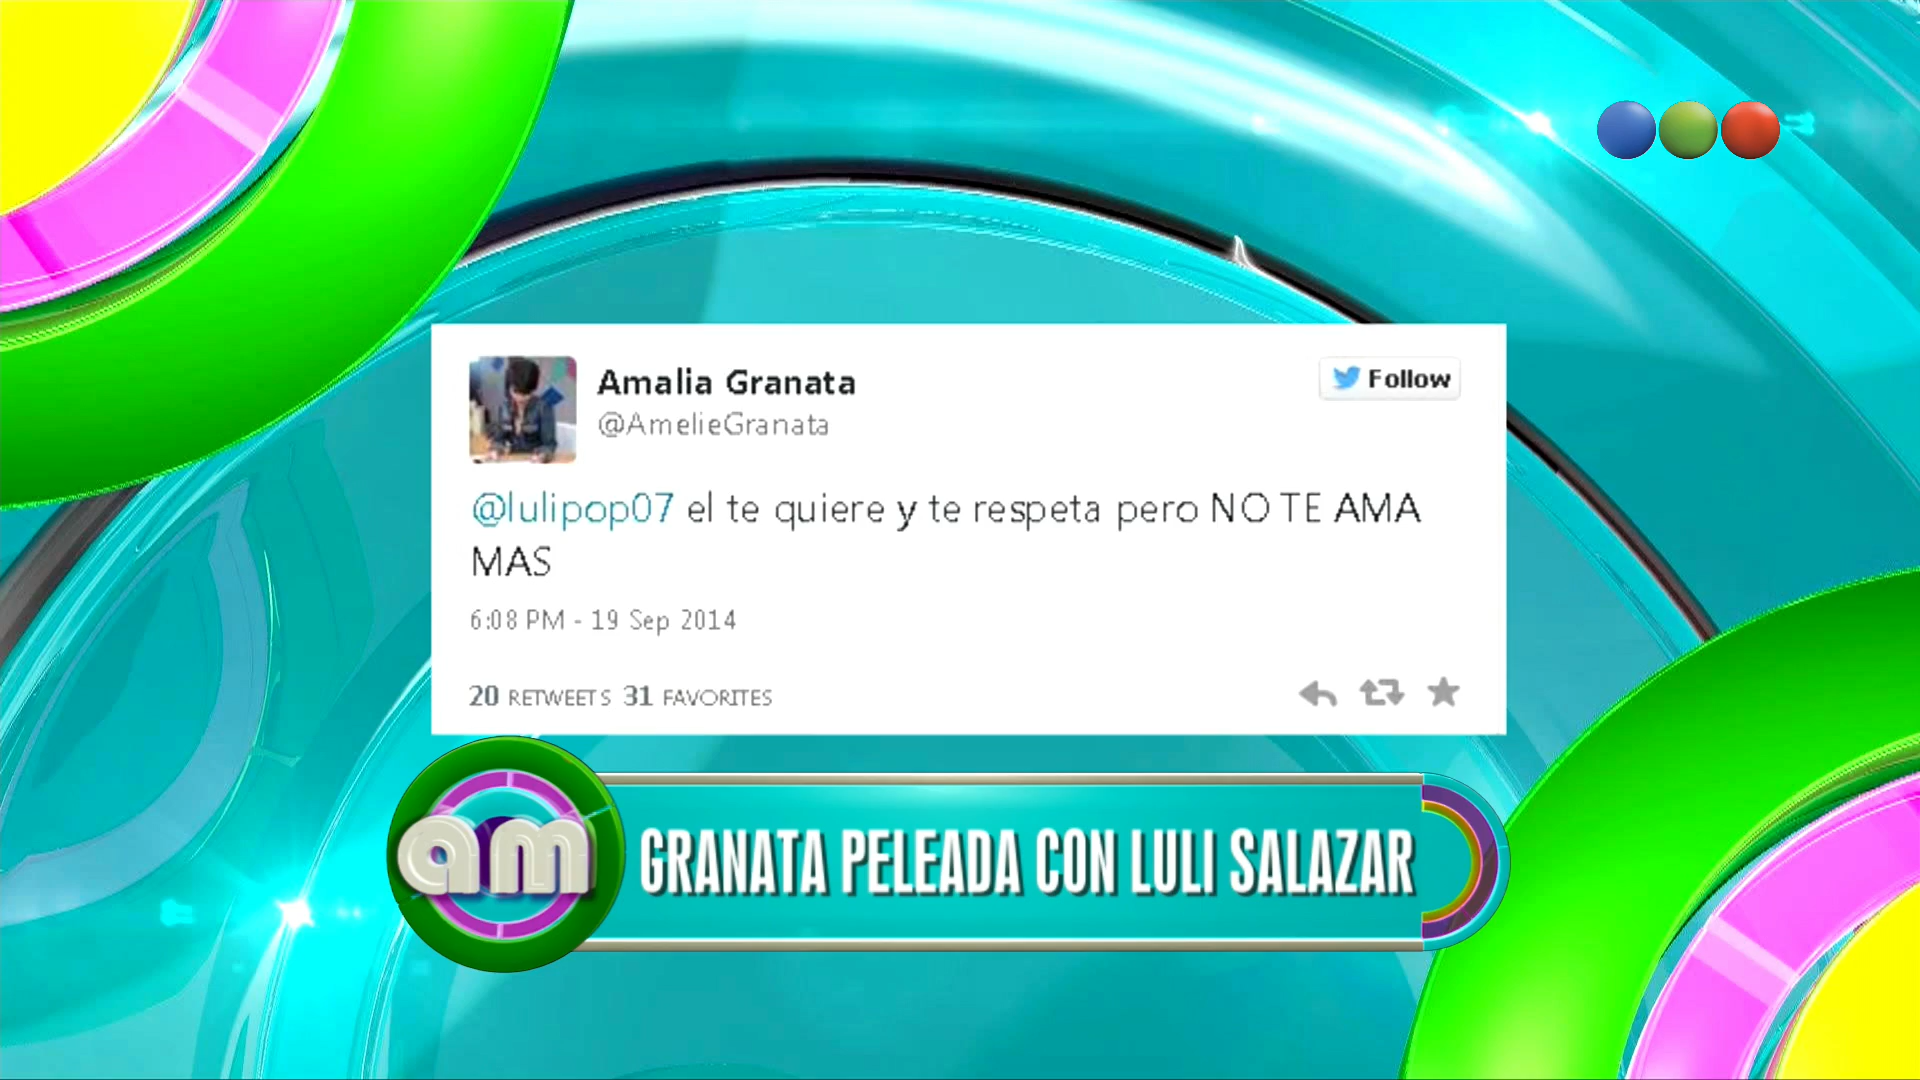 Amalia Granata
@AmelieGranata
Follow
@lulipop07 el te quiere y te respeta pero NO TE AMA
MAS
6:08 PM - 19 Sep 2014
20 RETWEETS 31 FAVORITES
am
GRANATA PELEADA CON LULI SALAZAR